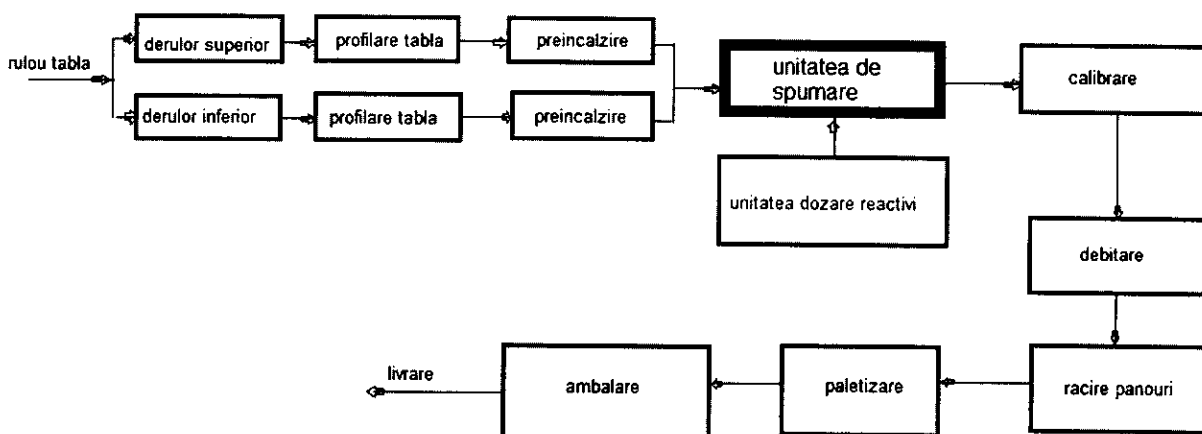 rulou tabla
derulor superior
profilare tabla
preincalzire
derulor inferior
profilare tabla
preincalzire
unitatea de
spumare
unitatea dozare reactivi
calibrare
debitare
racire panouri
paletizare
ambalare
livrare